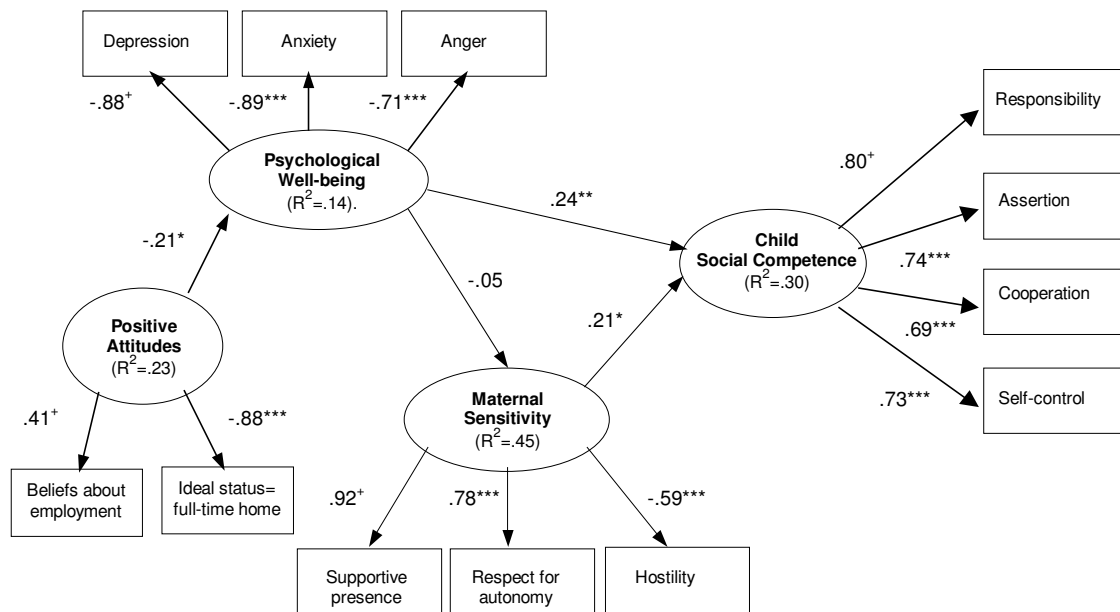 Depression
Anxiety
Anger
-.88+
-.89***
-.71***
Responsibility
Psychological
Well-being
(R2=.14).
.80+
.24**
Assertion
Child
Social Competence
(R2=.30)
.74***
-.21*
-.05
Cooperation
.21*
.69***
Positive
Attitudes
(R2=.23)
Self-control
.73***
Maternal
Sensitivity
(R2=.45)
.41+
-.88***
Beliefs about
employment
Ideal status=
full-time home
.92+
.78***
-.59***
Supportive
presence
Respect for
autonomy
Hostility